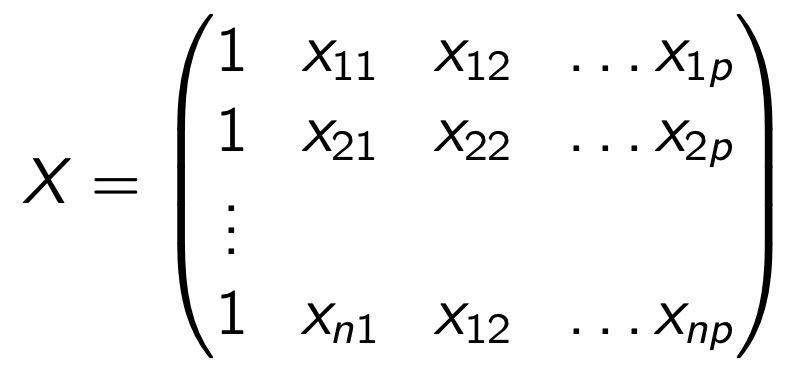 1 x₁₁ x₁₂ … x₁ₚ
1 x₂₁ x₂₂ … x₂ₚ
X =
⋮
1 xₙ₁ x₁₂ … xₙₚ